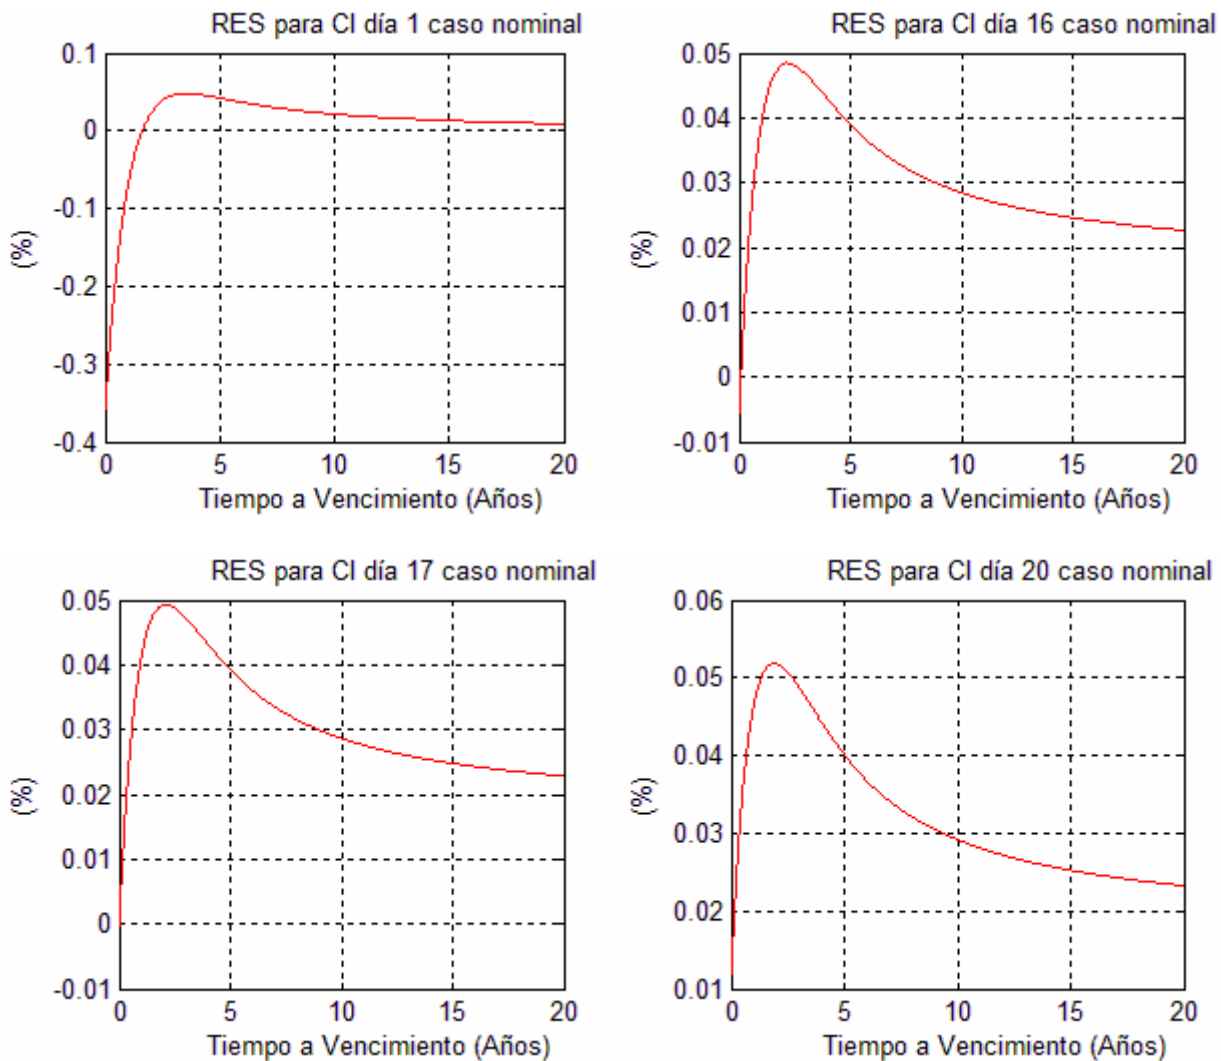 RES para CI día 1 caso nominal
0.1
0
-0.1
-0.2
-0.3
-0.4
(%)
0 5 10 15 20
Tiempo a Vencimiento (Años)
RES para CI día 16 caso nominal
0.05
0.04
0.03
0.02
0.01
0
-0.01
(%)
0 5 10 15 20
Tiempo a Vencimiento (Años)
RES para CI día 17 caso nominal
0.05
0.04
0.03
0.02
0.01
0
-0.01
(%)
0 5 10 15 20
Tiempo a Vencimiento (Años)
RES para CI día 20 caso nominal
0.06
0.05
0.04
0.03
0.02
0.01
(%)
0 5 10 15 20
Tiempo a Vencimiento (Años)